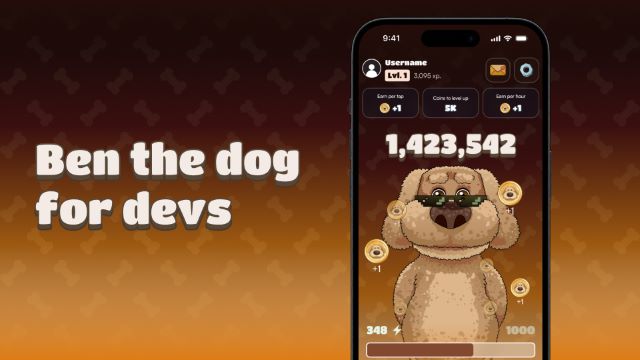 Ben the dog
for devs
9:41
Username
Lvl. 1 3.095 xp.
Earn per tap
+1
Coins to level up
5K
Earn per hour
+1
1,423,542
+1
+1
+1
348
1000